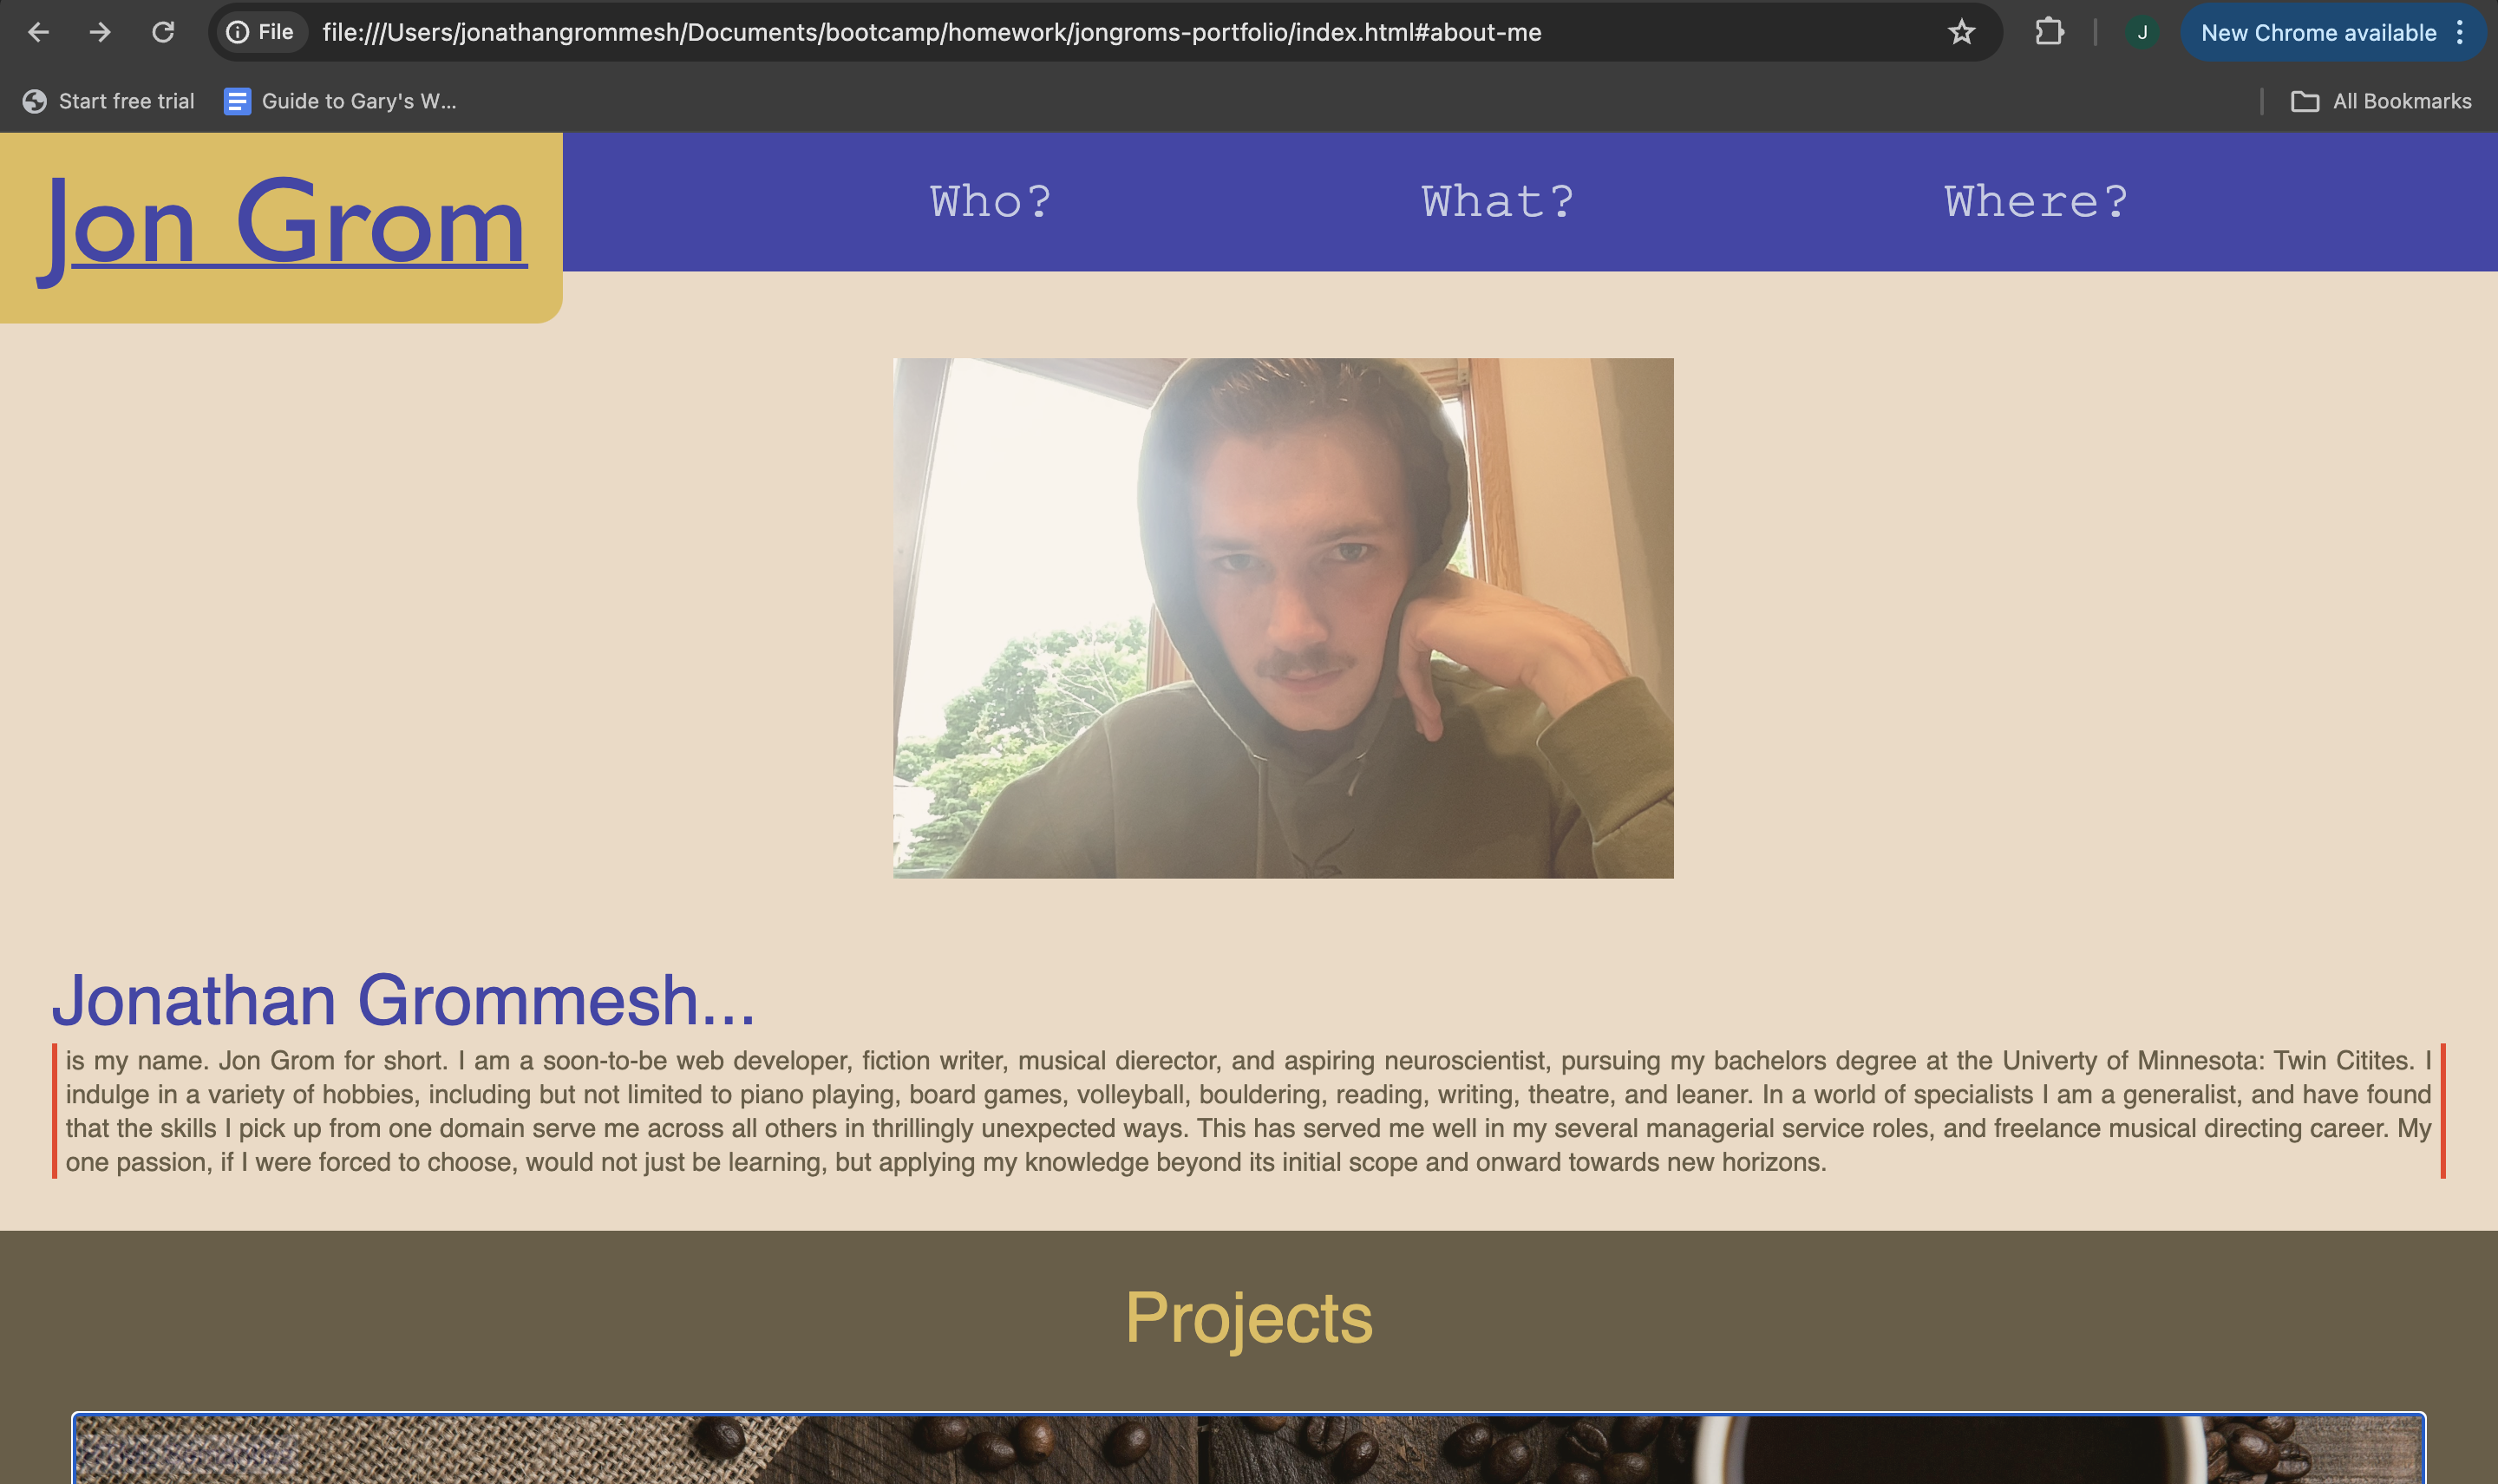 File file:///Users/jonathangrommesh/Documents/bootcamp/homework/jongroms-portfolio/index.html#about-me J New Chrome available
Start free trial Guide to Gary's W... All Bookmarks
Jon Grom Who? What? Where?
Jonathan Grommesh...
is my name. Jon Grom for short. I am a soon-to-be web developer, fiction writer, musical dierector, and aspiring neuroscientist, pursuing my bachelors degree at the Univerty of Minnesota: Twin Citites. I
indulge in a variety of hobbies, including but not limited to piano playing, board games, volleyball, bouldering, reading, writing, theatre, and leaner. In a world of specialists I am a generalist, and have found
that the skills I pick up from one domain serve me across all others in thrillingly unexpected ways. This has served me well in my several managerial service roles, and freelance musical directing career. My
one passion, if I were forced to choose, would not just be learning, but applying my knowledge beyond its initial scope and onward towards new horizons.
Projects